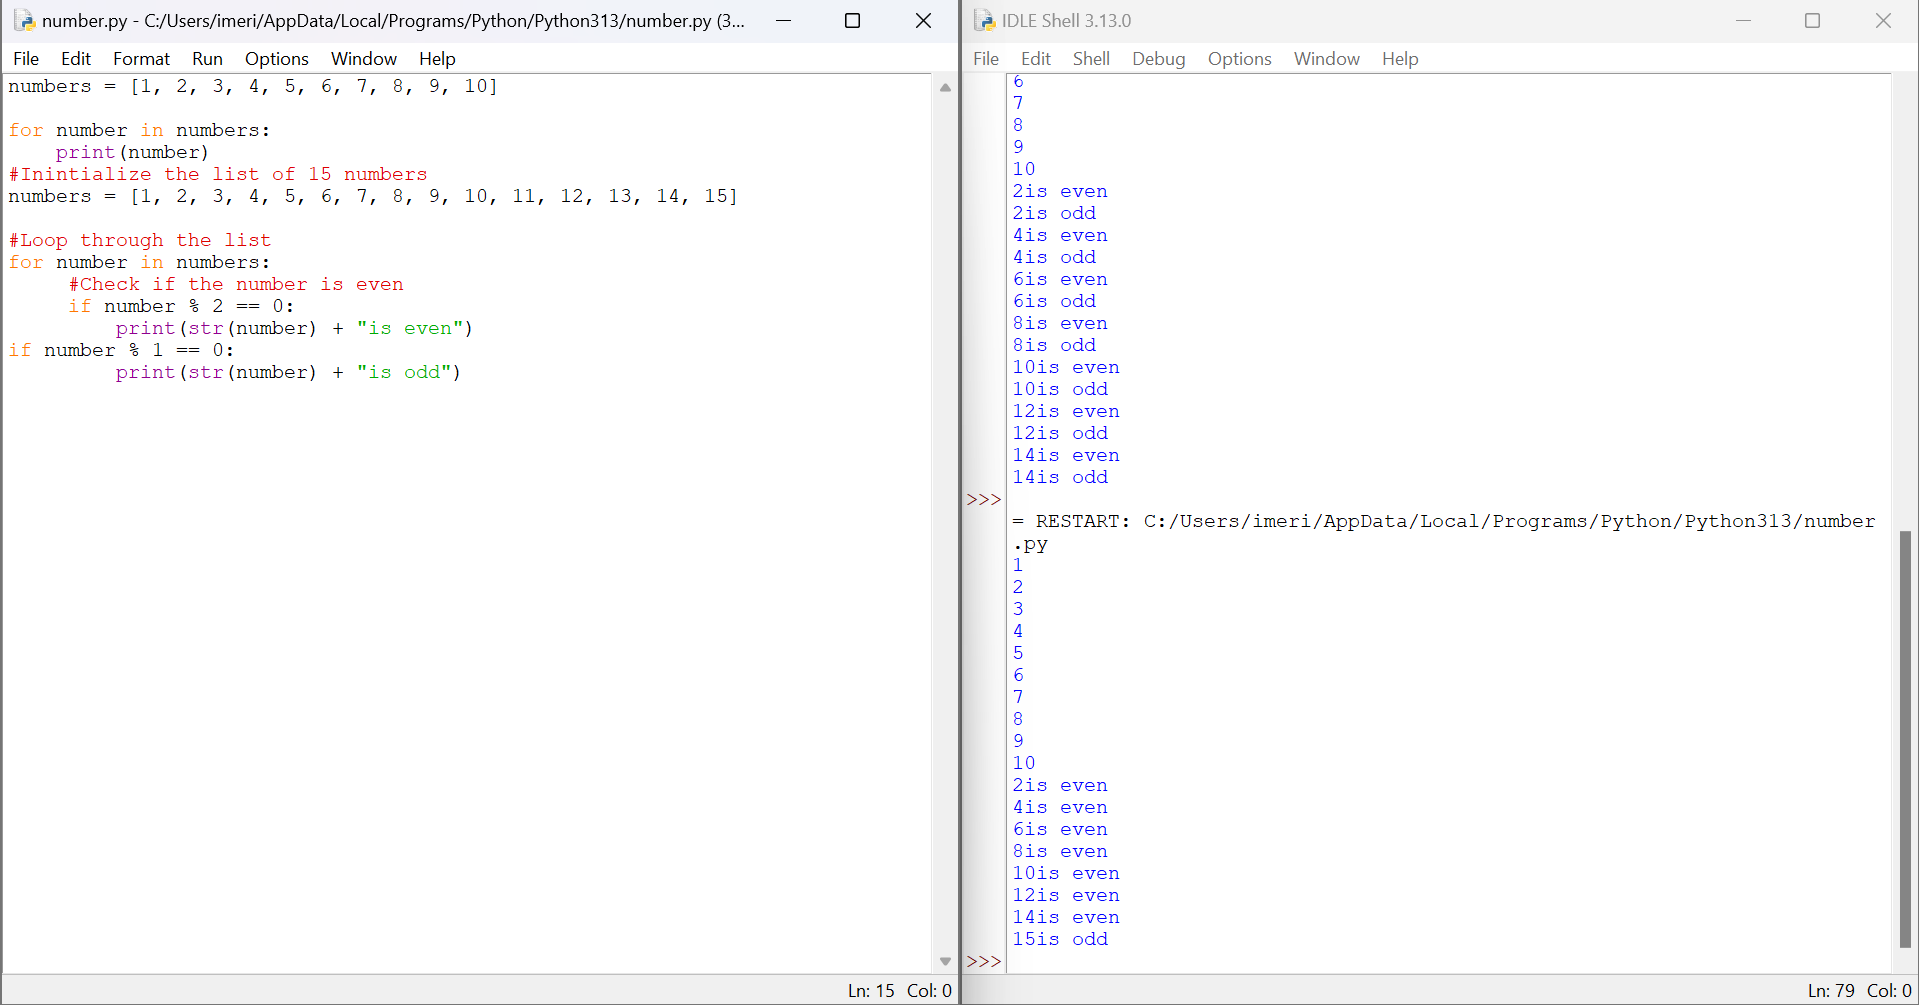 number.py - C:/Users/imeri/AppData/Local/Programs/Python/Python313/number.py (3...
File Edit Format Run Options Window Help
numbers = [1, 2, 3, 4, 5, 6, 7, 8, 9, 10]
for number in numbers:
    print(number)
#Inintialize the list of 15 numbers
numbers = [1, 2, 3, 4, 5, 6, 7, 8, 9, 10, 11, 12, 13, 14, 15]
#Loop through the list
for number in numbers:
     #Check if the number is even
     if number % 2 == 0:
         print(str(number) + "is even")
if number % 1 == 0:
         print(str(number) + "is odd")
Ln: 15 Col: 0
IDLE Shell 3.13.0
File Edit Shell Debug Options Window Help
6
7
8
9
10
2is even
2is odd
4is even
4is odd
6is even
6is odd
8is even
8is odd
10is even
10is odd
12is even
12is odd
14is even
14is odd
>>>
= RESTART: C:/Users/imeri/AppData/Local/Programs/Python/Python313/number
.py
1
2
3
4
5
6
7
8
9
10
2is even
4is even
6is even
8is even
10is even
12is even
14is even
15is odd
>>>
Ln: 79 Col: 0